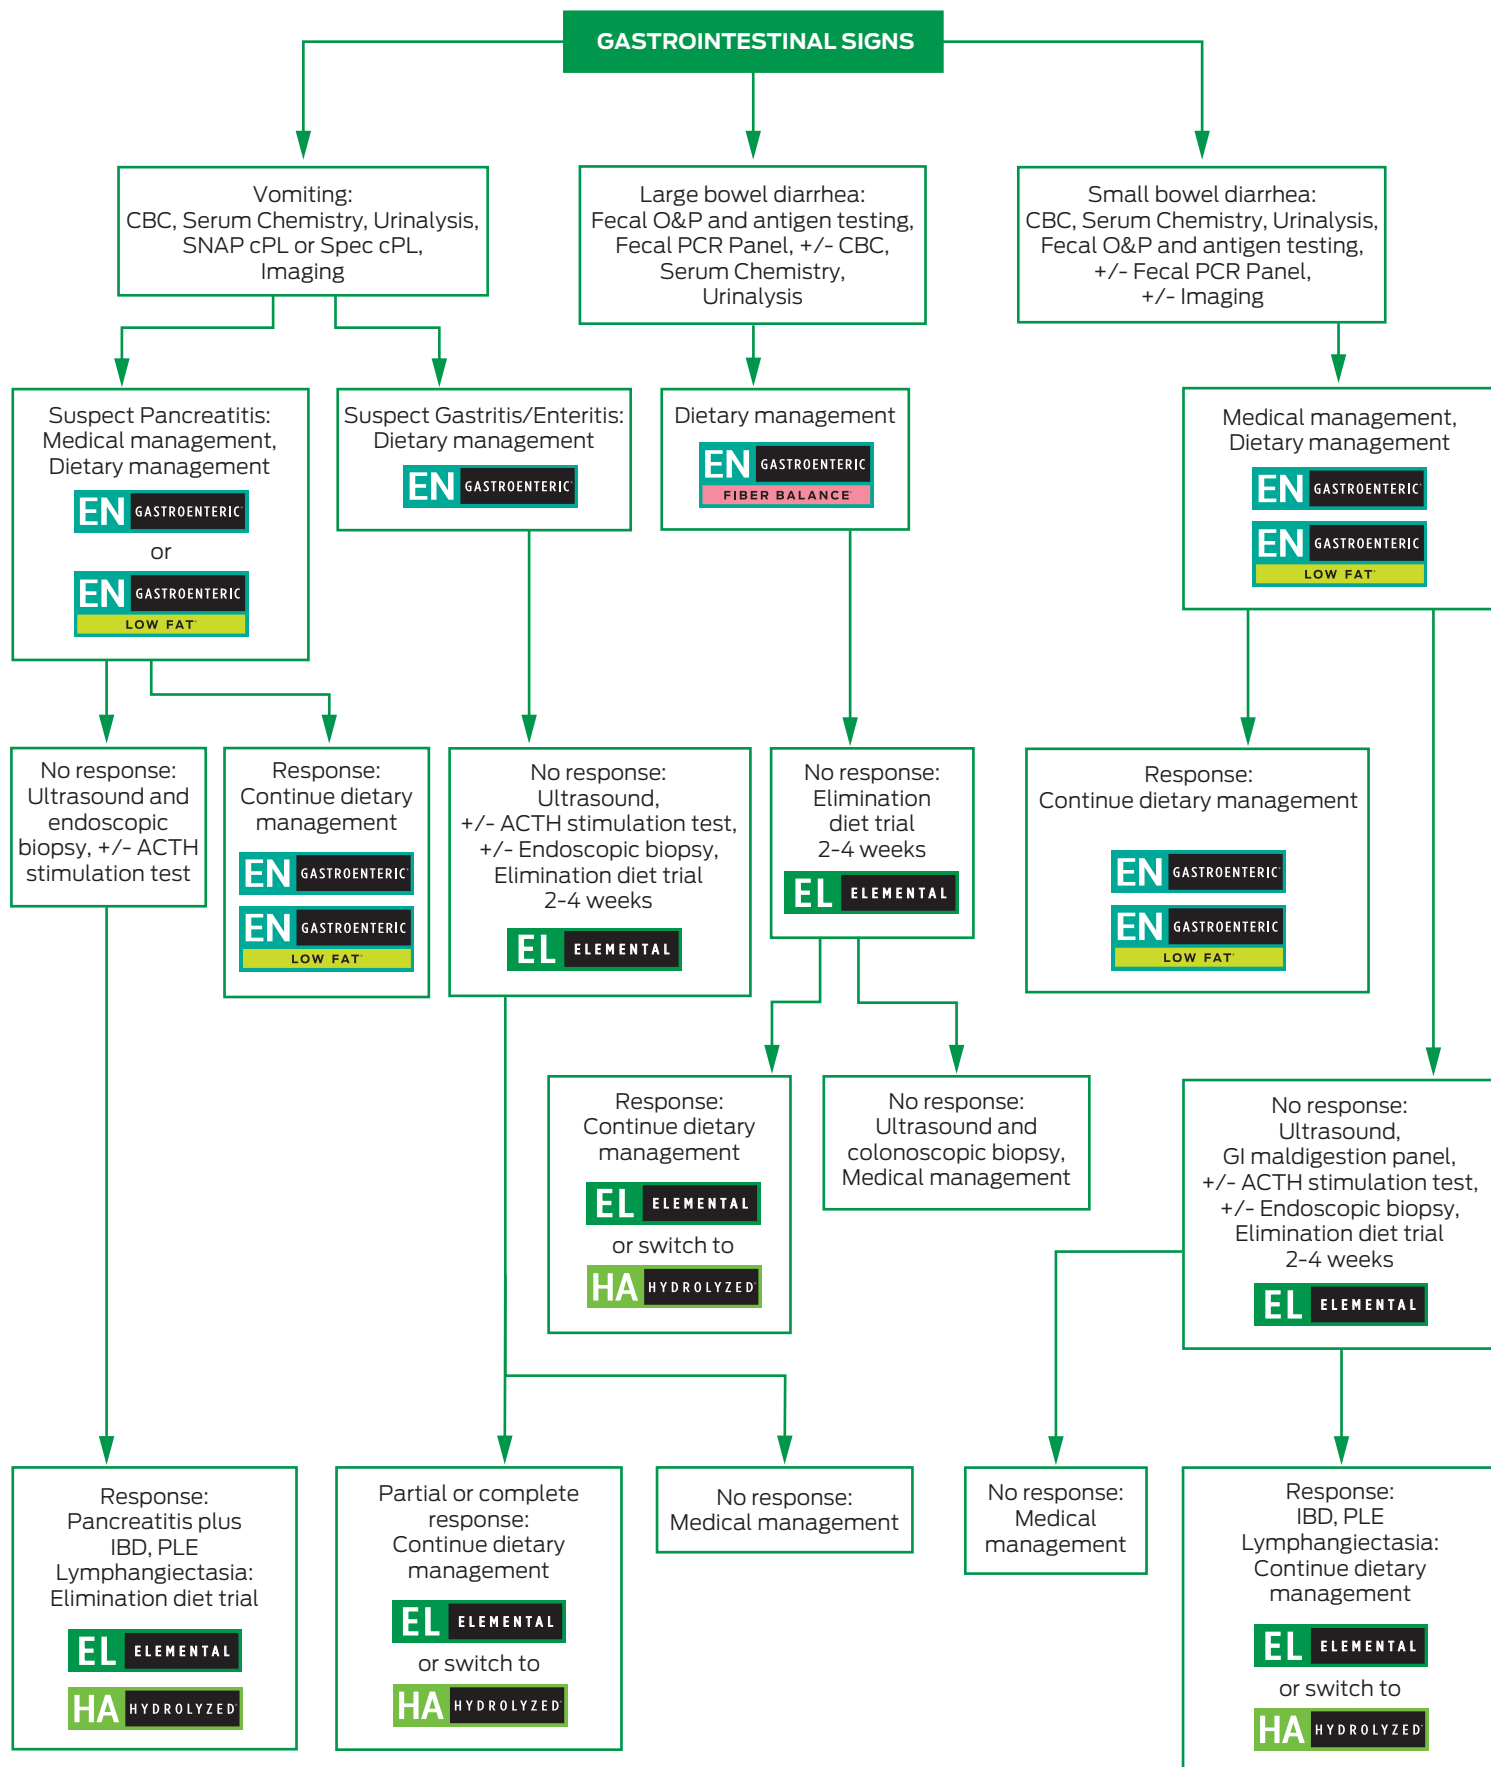 GASTROINTESTINAL SIGNS
Vomiting:
CBC, Serum Chemistry, Urinalysis,
SNAP cPL or Spec cPL,
Imaging
Large bowel diarrhea:
Fecal O&P and antigen testing,
Fecal PCR Panel, +/- CBC,
Serum Chemistry,
Urinalysis
Small bowel diarrhea:
CBC, Serum Chemistry, Urinalysis,
Fecal O&P and antigen testing,
+/- Fecal PCR Panel,
+/- Imaging
Suspect Pancreatitis:
Medical management,
Dietary management
EN GASTROENTERIC
or
EN GASTROENTERIC
LOW FAT
Suspect Gastritis/Enteritis:
Dietary management
EN GASTROENTERIC
Dietary management
EN GASTROENTERIC
FIBER BALANCE
Medical management,
Dietary management
EN GASTROENTERIC
EN GASTROENTERIC
LOW FAT
No response:
Ultrasound and
endoscopic
biopsy, +/- ACTH
stimulation test
Response:
Continue dietary
management
EN GASTROENTERIC
EN GASTROENTERIC
LOW FAT
No response:
Ultrasound,
+/- ACTH stimulation test,
+/- Endoscopic biopsy,
Elimination diet trial
2-4 weeks
EL ELEMENTAL
No response:
Elimination
diet trial
2-4 weeks
EL ELEMENTAL
Response:
Continue dietary management
EN GASTROENTERIC
EN GASTROENTERIC
LOW FAT
Response:
Continue dietary
management
EL ELEMENTAL
or switch to
HA HYDROLYZED
No response:
Ultrasound and
colonoscopic biopsy,
Medical management
No response:
Ultrasound,
GI maldigestion panel,
+/- ACTH stimulation test,
+/- Endoscopic biopsy,
Elimination diet trial
2-4 weeks
EL ELEMENTAL
Response:
Pancreatitis plus
IBD, PLE
Lymphangiectasia:
Elimination diet trial
EL ELEMENTAL
HA HYDROLYZED
Partial or complete
response:
Continue dietary
management
EL ELEMENTAL
or switch to
HA HYDROLYZED
No response:
Medical management
No response:
Medical
management
Response:
IBD, PLE
Lymphangiectasia:
Continue dietary
management
EL ELEMENTAL
or switch to
HA HYDROLYZED